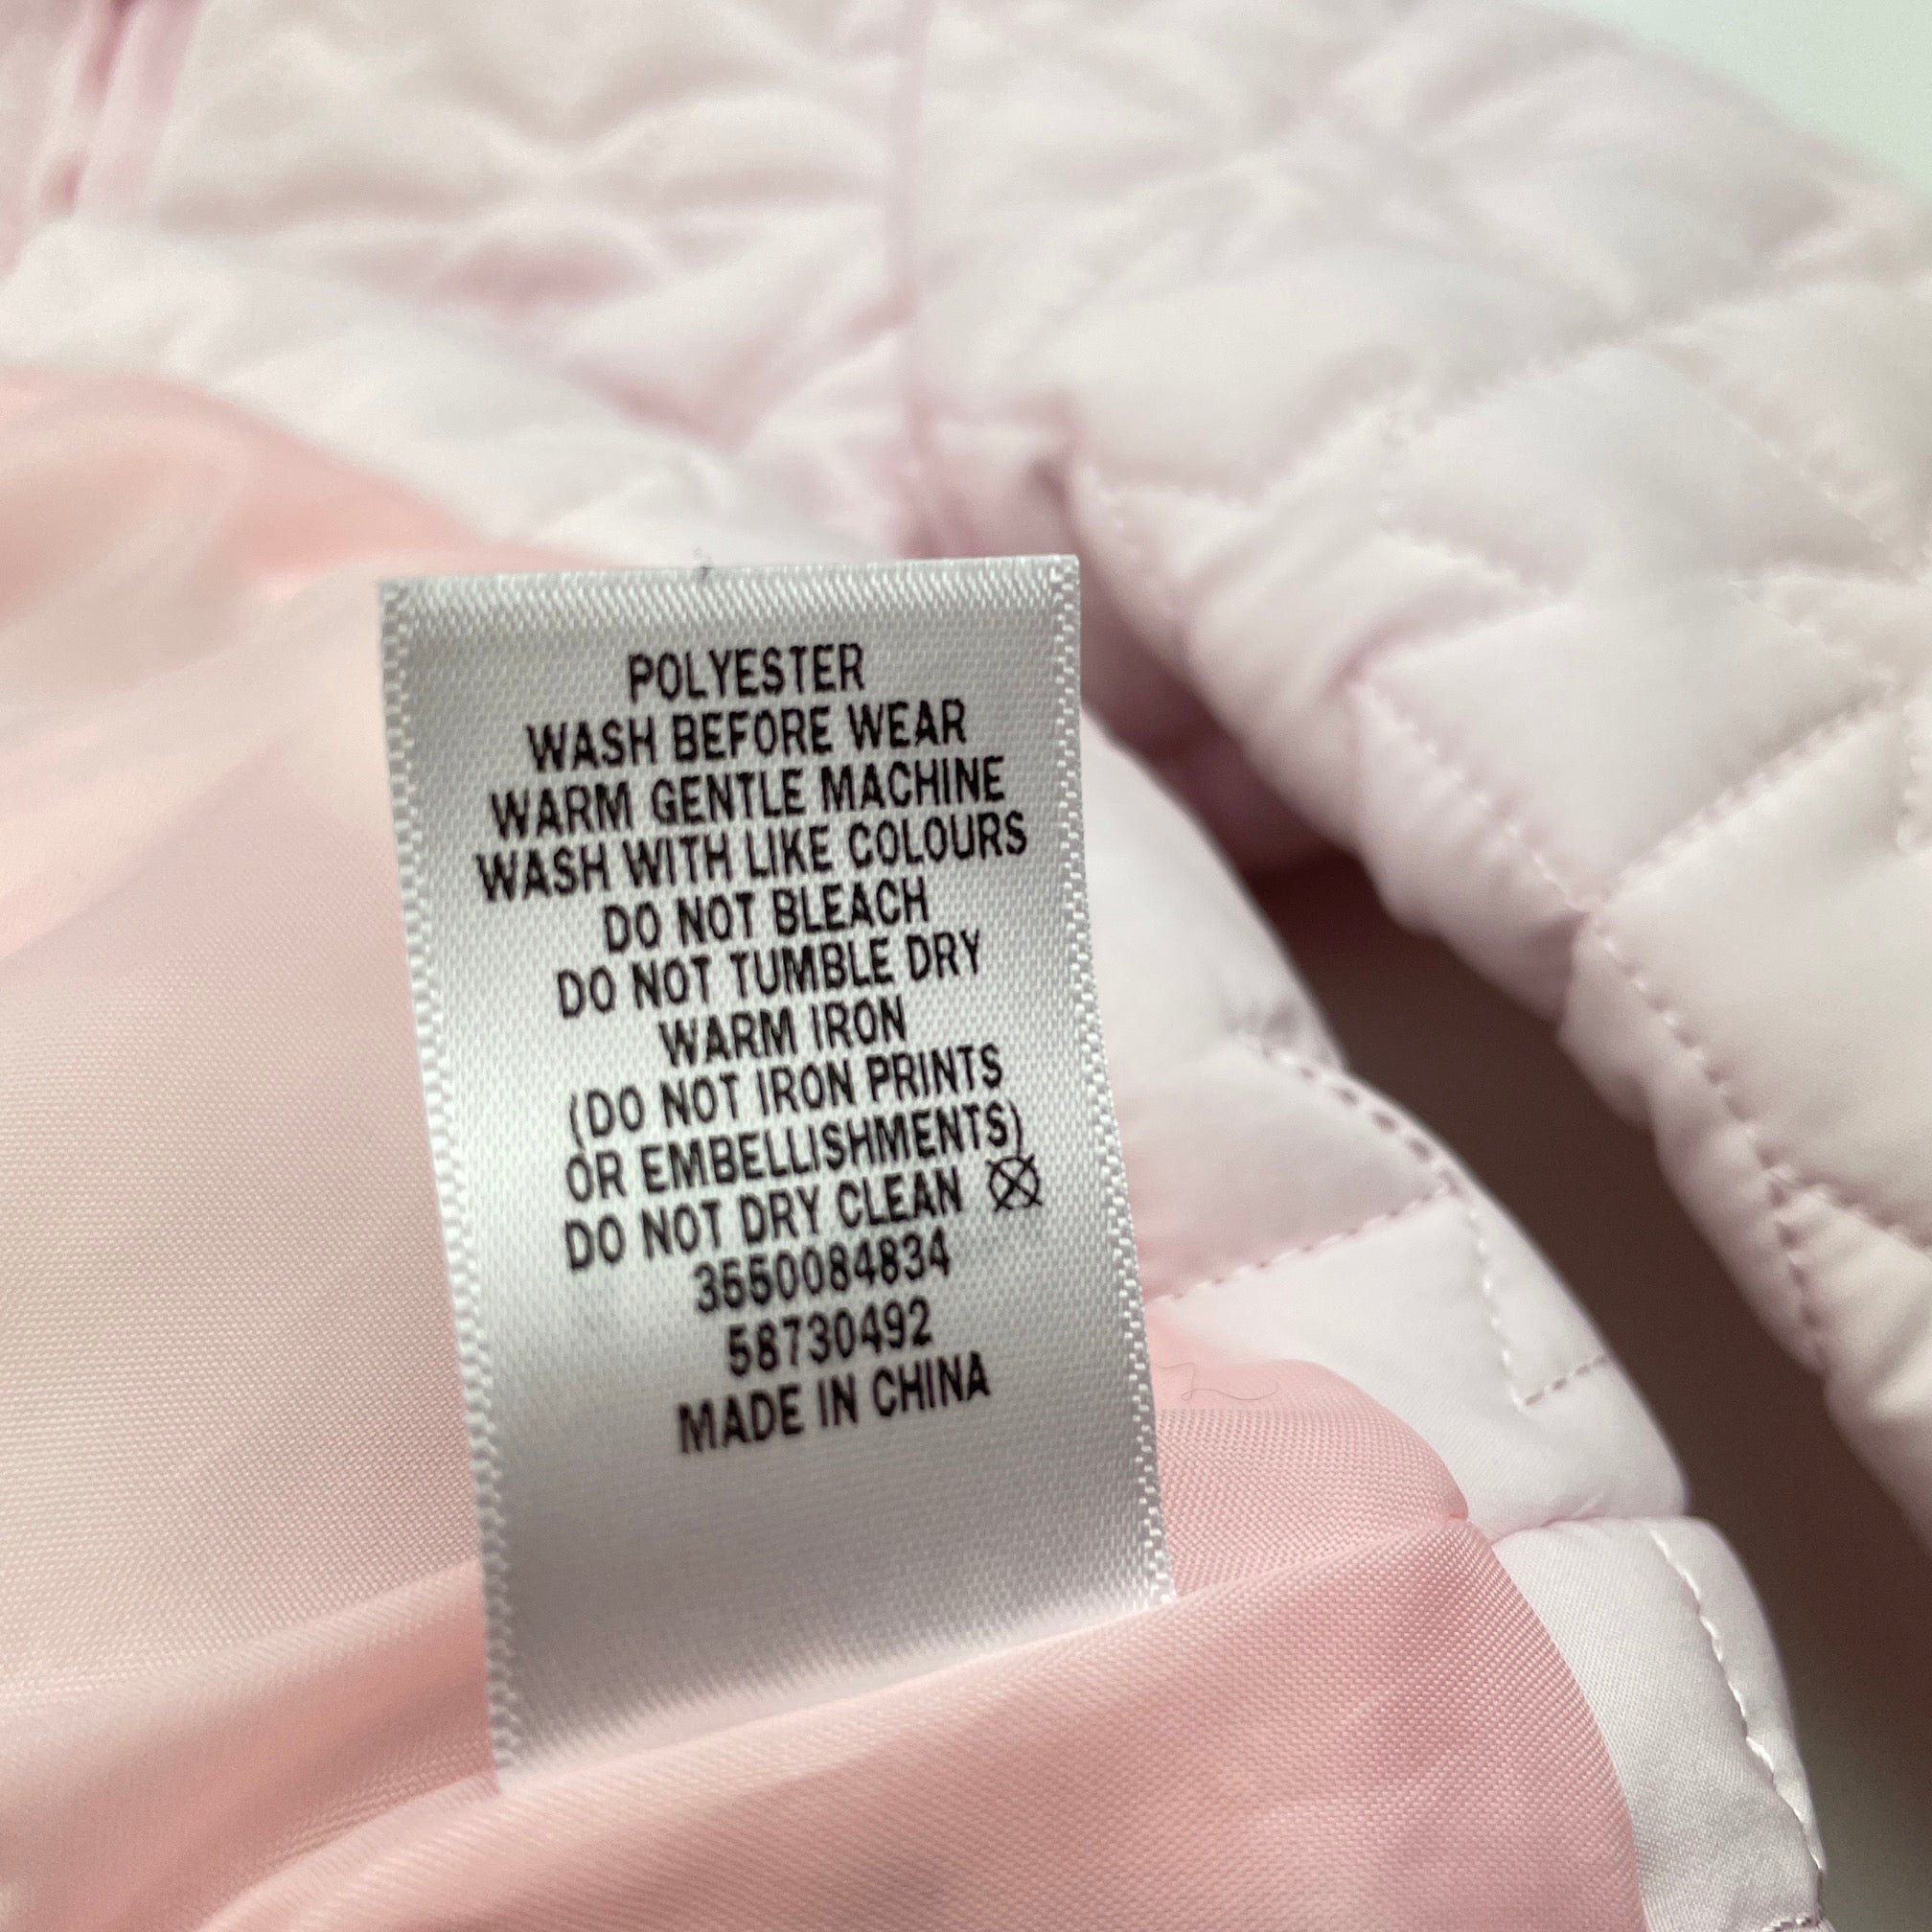 POLYESTER
WASH BEFORE WEAR
WARM GENTLE MACHINE
WASH WITH LIKE COLOURS
DO NOT BLEACH
DO NOT TUMBLE DRY
WARM IRON
(DO NOT IRON PRINTS
OR EMBELLISHMENTS)
DO NOT DRY CLEAN
3550084834
58730492
MADE IN CHINA